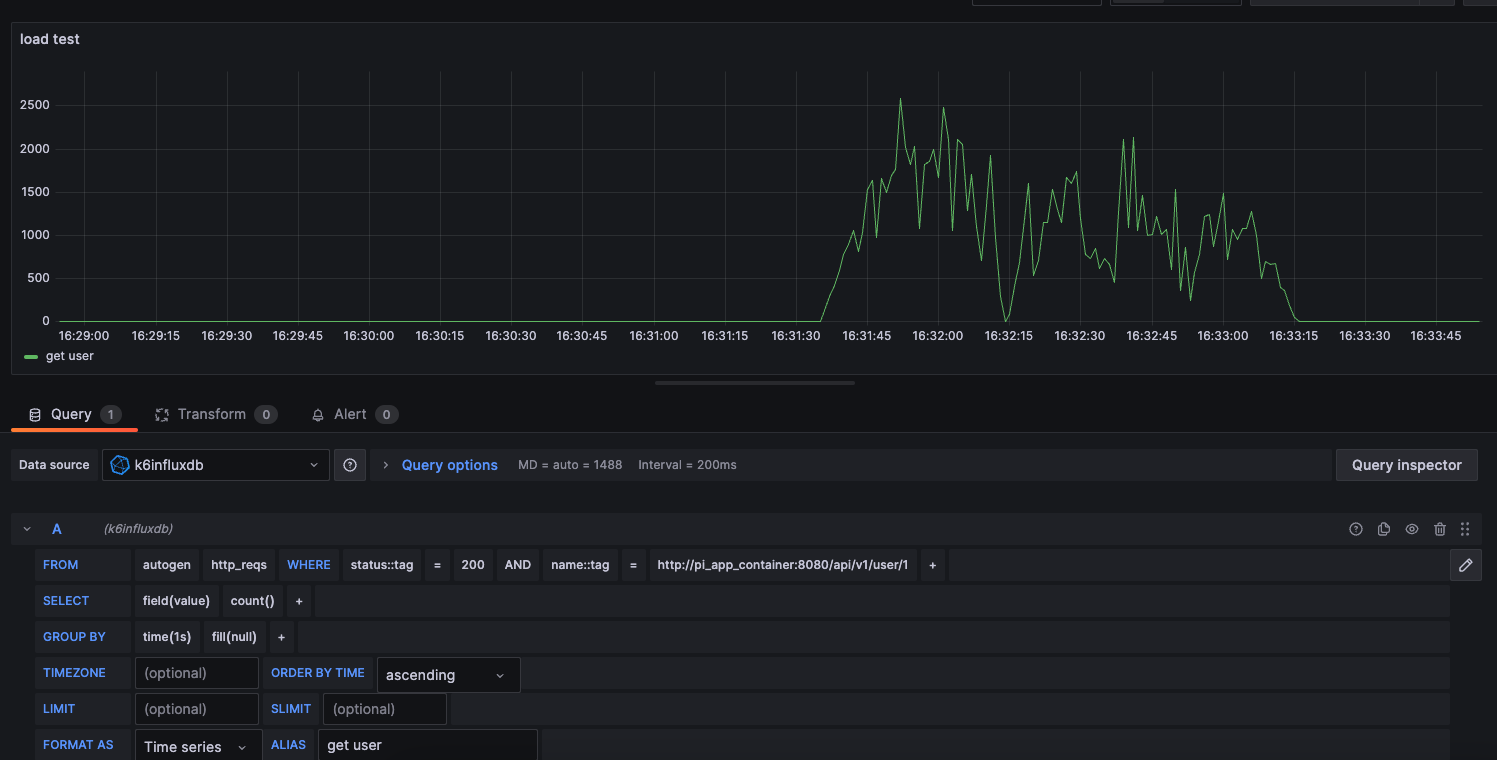 load test
2500
2000
1500
1000
500
0
16:29:00 16:29:15 16:29:30 16:29:45 16:30:00 16:30:15 16:30:30 16:30:45 16:31:00 16:31:15 16:31:30 16:31:45 16:32:00 16:32:15 16:32:30 16:32:45 16:33:00 16:33:15 16:33:30 16:33:45
get user
Query 1 Transform 0 Alert 0
Data source k6influxdb Query options MD = auto = 1488 Interval = 200ms Query inspector
A (k6influxdb)
FROM autogen http_reqs WHERE status::tag = 200 AND name::tag = http://pi_app_container:8080/api/v1/user/1 +
SELECT field(value) count() +
GROUP BY time(1s) fill(null) +
TIMEZONE (optional) ORDER BY TIME ascending
LIMIT (optional) SLIMIT (optional)
FORMAT AS Time series ALIAS get user